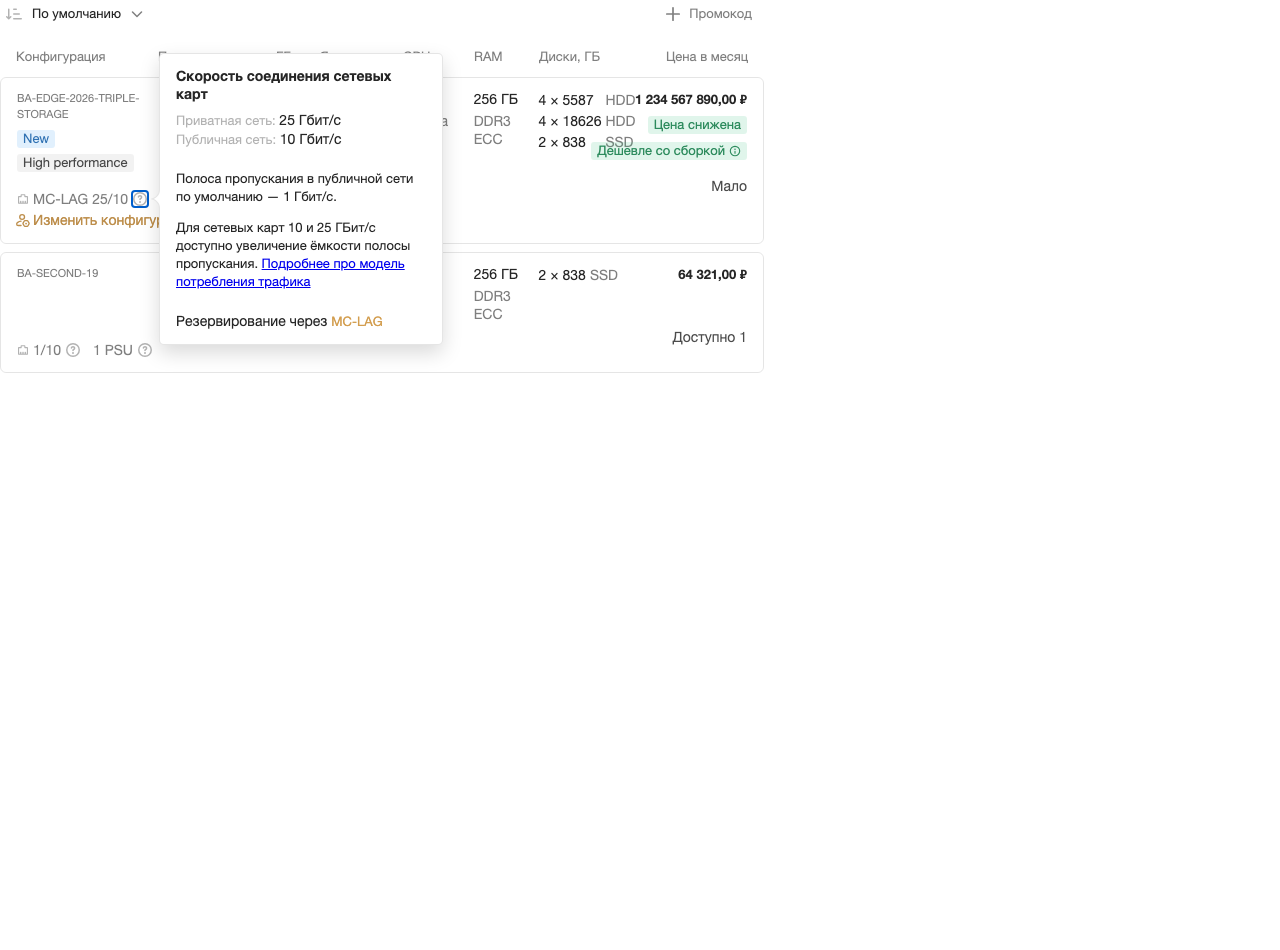 По умолчанию
Промокод
Конфигурация
RAM
Диски, ГБ
Цена в месяц
BA-EDGE-2026-TRIPLE-
STORAGE
New
High performance
MC-LAG 25/10
Изменить конфигур
Скорость соединения сетевых
карт
Приватная сеть: 25 Гбит/с
Публичная сеть: 10 Гбит/с
Полоса пропускания в публичной сети
по умолчанию — 1 Гбит/с.
Для сетевых карт 10 и 25 ГБит/с
доступно увеличение ёмкости полосы
пропускания. Подробнее про модель
потребления трафика
Резервирование через MC-LAG
а
256 ГБ
DDR3
ECC
4 × 5587 HDD
4 × 18626 HDD
2 × 838 SSD
1 234 567 890,00 ₽
Цена снижена
Дешевле со сборкой
Мало
BA-SECOND-19
1/10
1 PSU
256 ГБ
DDR3
ECC
2 × 838 SSD
64 321,00 ₽
Доступно 1